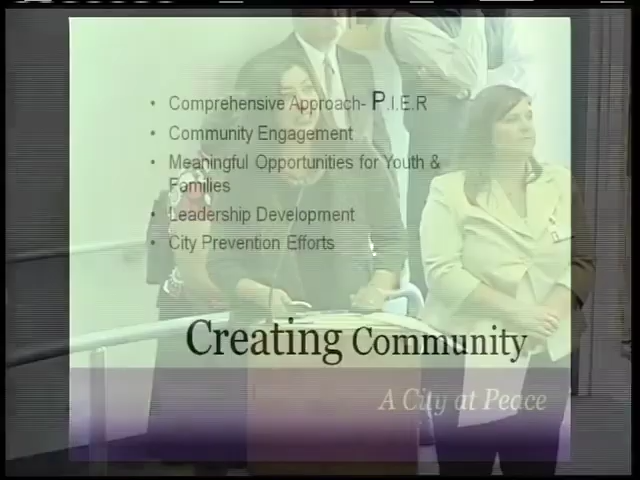 • Comprehensive Approach- P.I.E.R
• Community Engagement
• Meaningful Opportunities for Youth &
Families
• Leadership Development
• City Prevention Efforts
Creating Community
A City at Peace